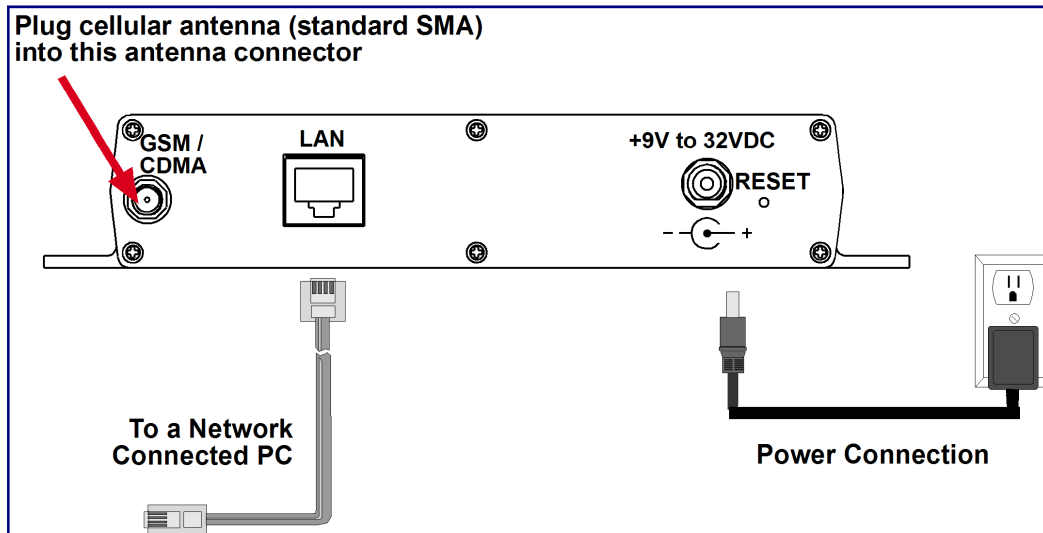 Plug cellular antenna (standard SMA)
into this antenna connector
GSM /
CDMA
LAN
+9V to 32VDC
RESET
- +
To a Network
Connected PC
Power Connection